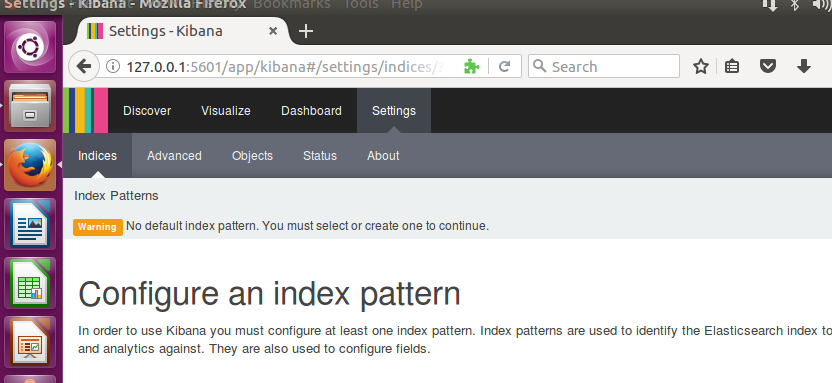 Settings - Kibana - Mozilla Firefox Bookmarks Tools Help
Settings - Kibana
127.0.0.1:5601/app/kibana#/settings/indices/? Search
Discover Visualize Dashboard Settings
Indices Advanced Objects Status About
Index Patterns
Warning No default index pattern. You must select or create one to continue.
Configure an index pattern
In order to use Kibana you must configure at least one index pattern. Index patterns are used to identify the Elasticsearch index to
and analytics against. They are also used to configure fields.